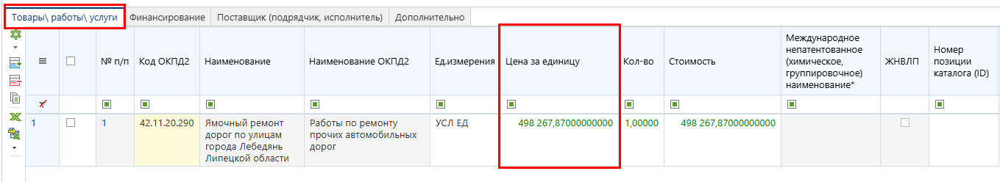 Товары\ работы\ услуги Финансирование Поставщик (подрядчик, исполнитель) Дополнительно
№ п/п Код ОКПД2 Наименование Наименование ОКПД2 Ед.измерения Цена за единицу Кол-во Стоимость Международное непатентованное (химическое, группировочное) наименование* ЖНВЛП Номер позиции каталога (ID)
1 1 42.11.20.290 Ямочный ремонт дорог по улицам города Лебедянь Липецкой области Работы по ремонту прочих автомобильных дорог УСЛ ЕД 498 267,87000000000 1,00000 498 267,87000000000